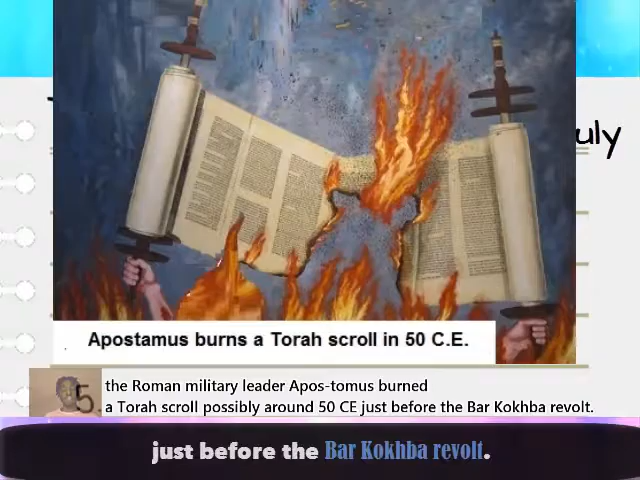 uly
Apostamus burns a Torah scroll in 50 C.E.
5.
the Roman military leader Apos-tomus burned
a Torah scroll possibly around 50 CE just before the Bar Kokhba revolt.
just before the Bar Kokhba revolt.